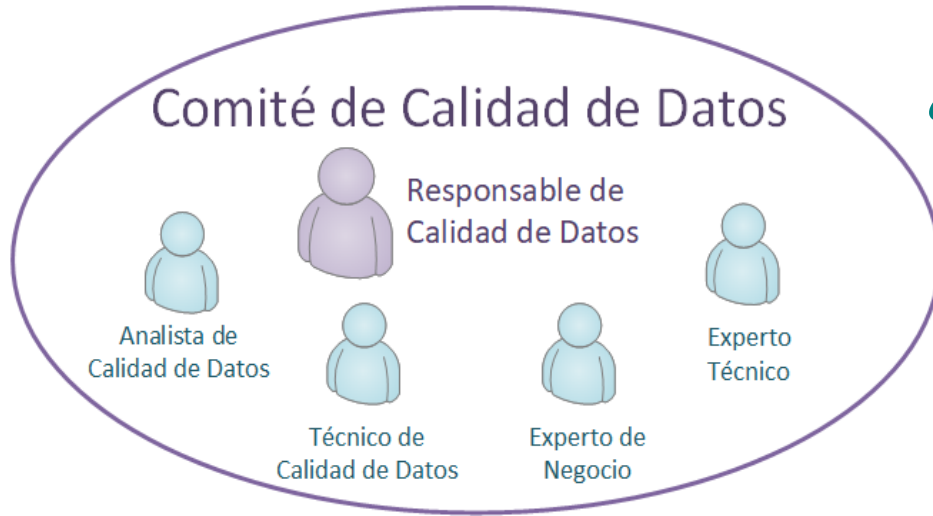 Comité de Calidad de Datos
Responsable de
Calidad de Datos
Analista de
Calidad de Datos
Técnico de
Calidad de Datos
Experto de
Negocio
Experto
Técnico